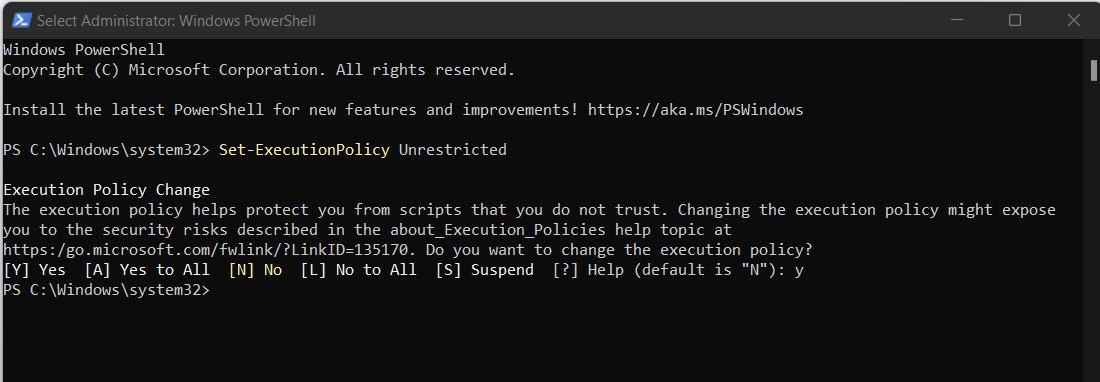 Select Administrator: Windows PowerShell
Windows PowerShell
Copyright (C) Microsoft Corporation. All rights reserved.
Install the latest PowerShell for new features and improvements! https://aka.ms/PSWindows
PS C:\Windows\system32> Set-ExecutionPolicy Unrestricted
Execution Policy Change
The execution policy helps protect you from scripts that you do not trust. Changing the execution policy might expose
you to the security risks described in the about_Execution_Policies help topic at
https:/go.microsoft.com/fwlink/?LinkID=135170. Do you want to change the execution policy?
[Y] Yes  [A] Yes to All  [N] No  [L] No to All  [S] Suspend  [?] Help (default is "N"): y
PS C:\Windows\system32>